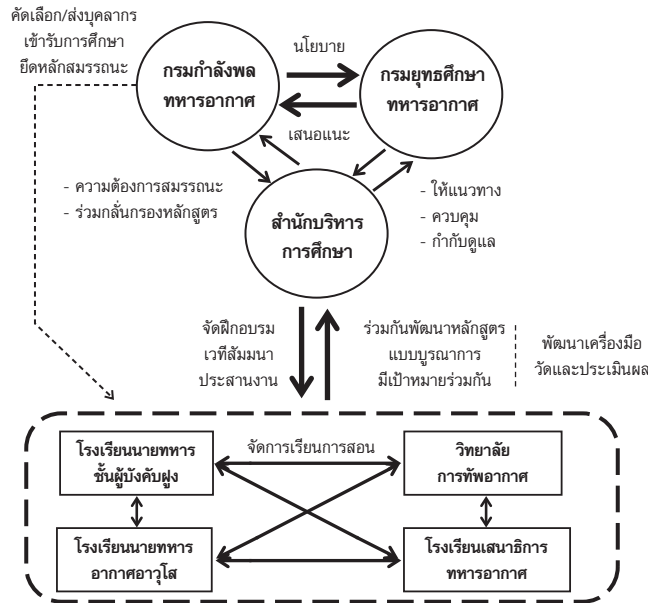 คัดเลือก/ส่งบุคลากร
เข้ารับการศึกษา
ยึดหลักสมรรถนะ
กรมกำลังพล
ทหารอากาศ
นโยบาย
เสนอแนะ
กรมยุทธศึกษา
ทหารอากาศ
- ความต้องการสมรรถนะ
- ร่วมกลั่นกรองหลักสูตร
สำนักบริหาร
การศึกษา
- ให้แนวทาง
- ควบคุม
- กำกับดูแล
จัดฝึกอบรม
เวทีสัมมนา
ประสานงาน
ร่วมกันพัฒนาหลักสูตร
แบบบูรณาการ
มีเป้าหมายร่วมกัน
พัฒนาเครื่องมือ
วัดและประเมินผล
โรงเรียนนายทหาร
ชั้นผู้บังคับฝูง
จัดการเรียนการสอน
วิทยาลัย
การทัพอากาศ
โรงเรียนนายทหาร
อากาศอาวุโส
โรงเรียนเสนาธิการ
ทหารอากาศ